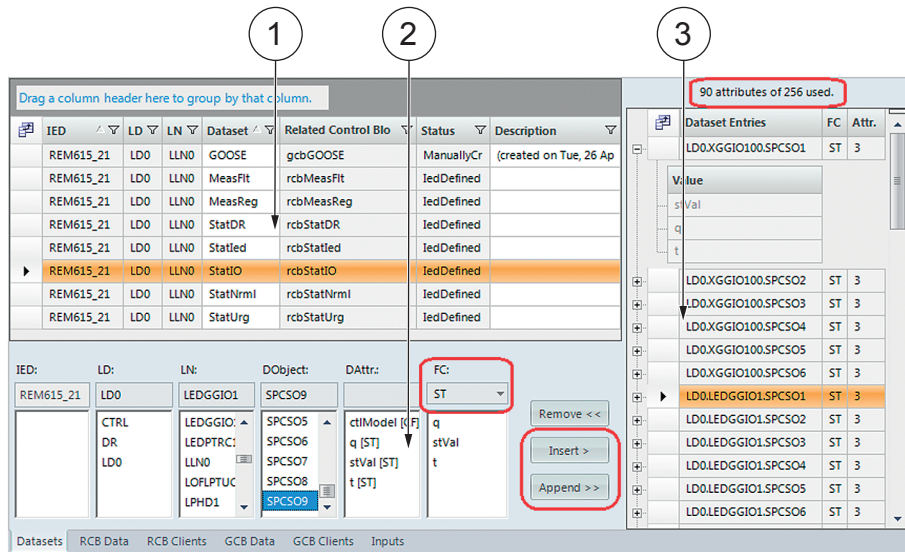 1 2 3
Drag a column header here to group by that column.
90 attributes of 256 used.
IED LD LN Dataset Related Control Blo Status Description
REM615_21 LD0 LLN0 GOOSE gcbGOOSE ManuallyCr (created on Tue, 26 Ap
REM615_21 LD0 LLN0 MeasFlt rcbMeasFlt IedDefined
REM615_21 LD0 LLN0 MeasReg rcbMeasReg IedDefined
REM615_21 LD0 LLN0 StatDR rcbStatDR IedDefined
REM615_21 LD0 LLN0 StatIed rcbStatIed IedDefined
REM615_21 LD0 LLN0 StatIO rcbStatIO IedDefined
REM615_21 LD0 LLN0 StatNrml rcbStatNrml IedDefined
REM615_21 LD0 LLN0 StatUrg rcbStatUrg IedDefined
IED: LD: LN: DObject: DAttr.: FC:
REM615_21 LD0 LEDGGIO1 SPCSO9 ST
CTRL
DR
LD0
LEDGGIO:
LEDPTRC1
LLN0
LOFLPTUC
LPHD1
SPCSO5
SPCSO6
SPCSO7
SPCSO8
SPCSO9
ctlModel [CF]
q [ST]
stVal [ST]
t [ST]
q
stVal
t
Remove <<
Insert >
Append >>
Dataset Entries FC Attr.
LD0.XGGIO100.SPCSO1 ST 3
Value
stVal
q
t
LD0.XGGIO100.SPCSO2 ST 3
LD0.XGGIO100.SPCSO3 ST 3
LD0.XGGIO100.SPCSO4 ST 3
LD0.XGGIO100.SPCSO5 ST 3
LD0.XGGIO100.SPCSO6 ST 3
LD0.LEDGGIO1.SPCSO1 ST 3
LD0.LEDGGIO1.SPCSO2 ST 3
LD0.LEDGGIO1.SPCSO3 ST 3
LD0.LEDGGIO1.SPCSO4 ST 3
LD0.LEDGGIO1.SPCSO5 ST 3
LD0.LEDGGIO1.SPCSO6 ST 3
Datasets RCB Data RCB Clients GCB Data GCB Clients Inputs